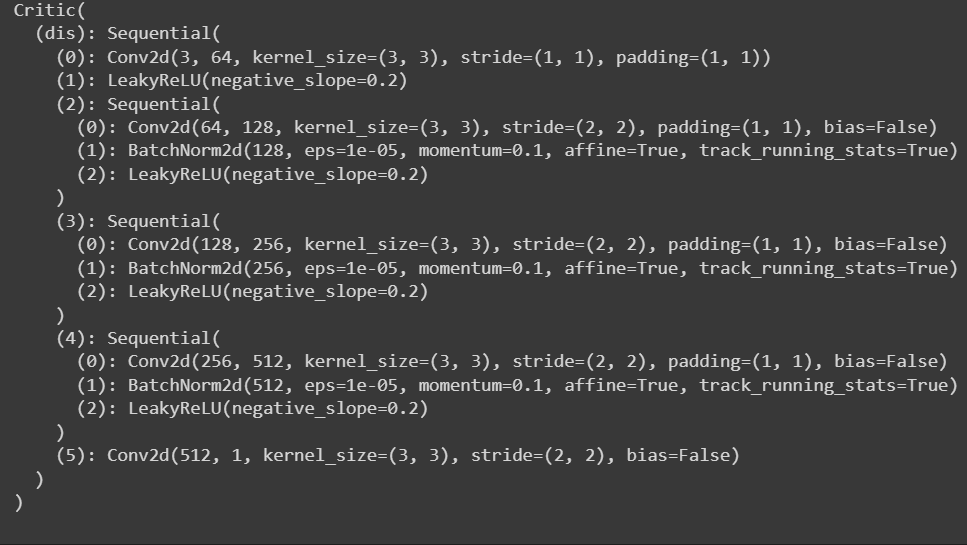 Critic(
  (dis): Sequential(
    (0): Conv2d(3, 64, kernel_size=(3, 3), stride=(1, 1), padding=(1, 1))
    (1): LeakyReLU(negative_slope=0.2)
    (2): Sequential(
      (0): Conv2d(64, 128, kernel_size=(3, 3), stride=(2, 2), padding=(1, 1), bias=False)
      (1): BatchNorm2d(128, eps=1e-05, momentum=0.1, affine=True, track_running_stats=True)
      (2): LeakyReLU(negative_slope=0.2)
    )
    (3): Sequential(
      (0): Conv2d(128, 256, kernel_size=(3, 3), stride=(2, 2), padding=(1, 1), bias=False)
      (1): BatchNorm2d(256, eps=1e-05, momentum=0.1, affine=True, track_running_stats=True)
      (2): LeakyReLU(negative_slope=0.2)
    )
    (4): Sequential(
      (0): Conv2d(256, 512, kernel_size=(3, 3), stride=(2, 2), padding=(1, 1), bias=False)
      (1): BatchNorm2d(512, eps=1e-05, momentum=0.1, affine=True, track_running_stats=True)
      (2): LeakyReLU(negative_slope=0.2)
    )
    (5): Conv2d(512, 1, kernel_size=(3, 3), stride=(2, 2), bias=False)
  )
)